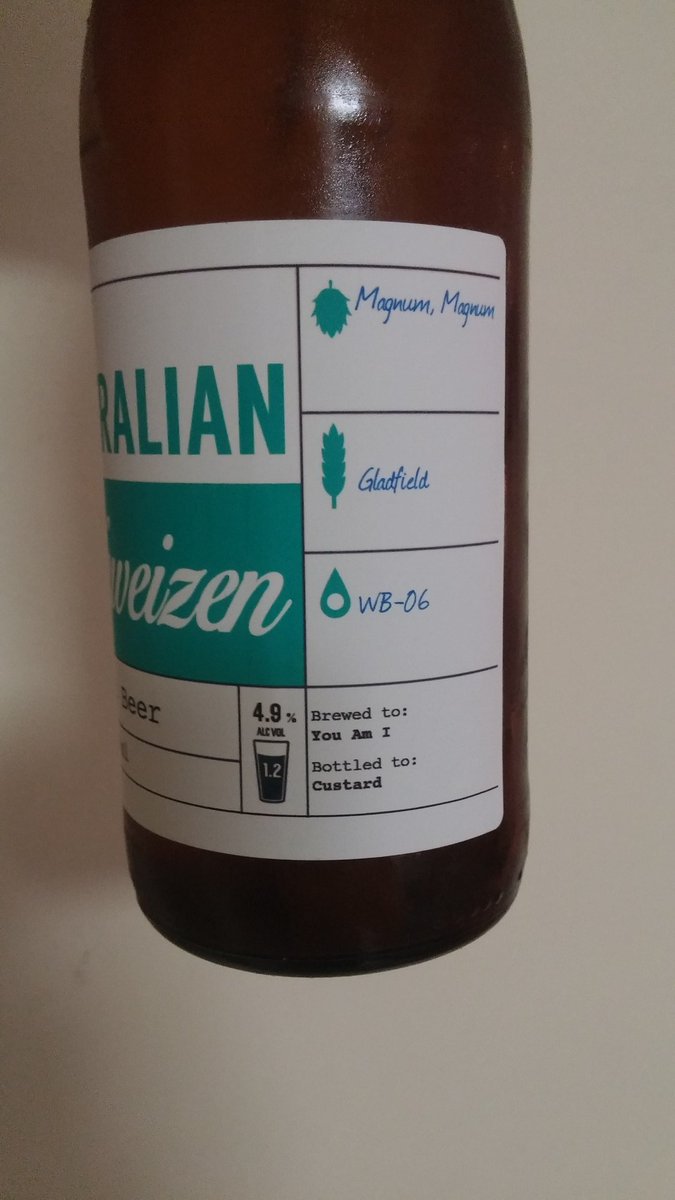 RALIAN
weizen
Beer
4.9 %
ALC VOL
1.2
Magnum, Magnum
Gladfield
WB-06
Brewed to:
You Am I
Bottled to:
Custard